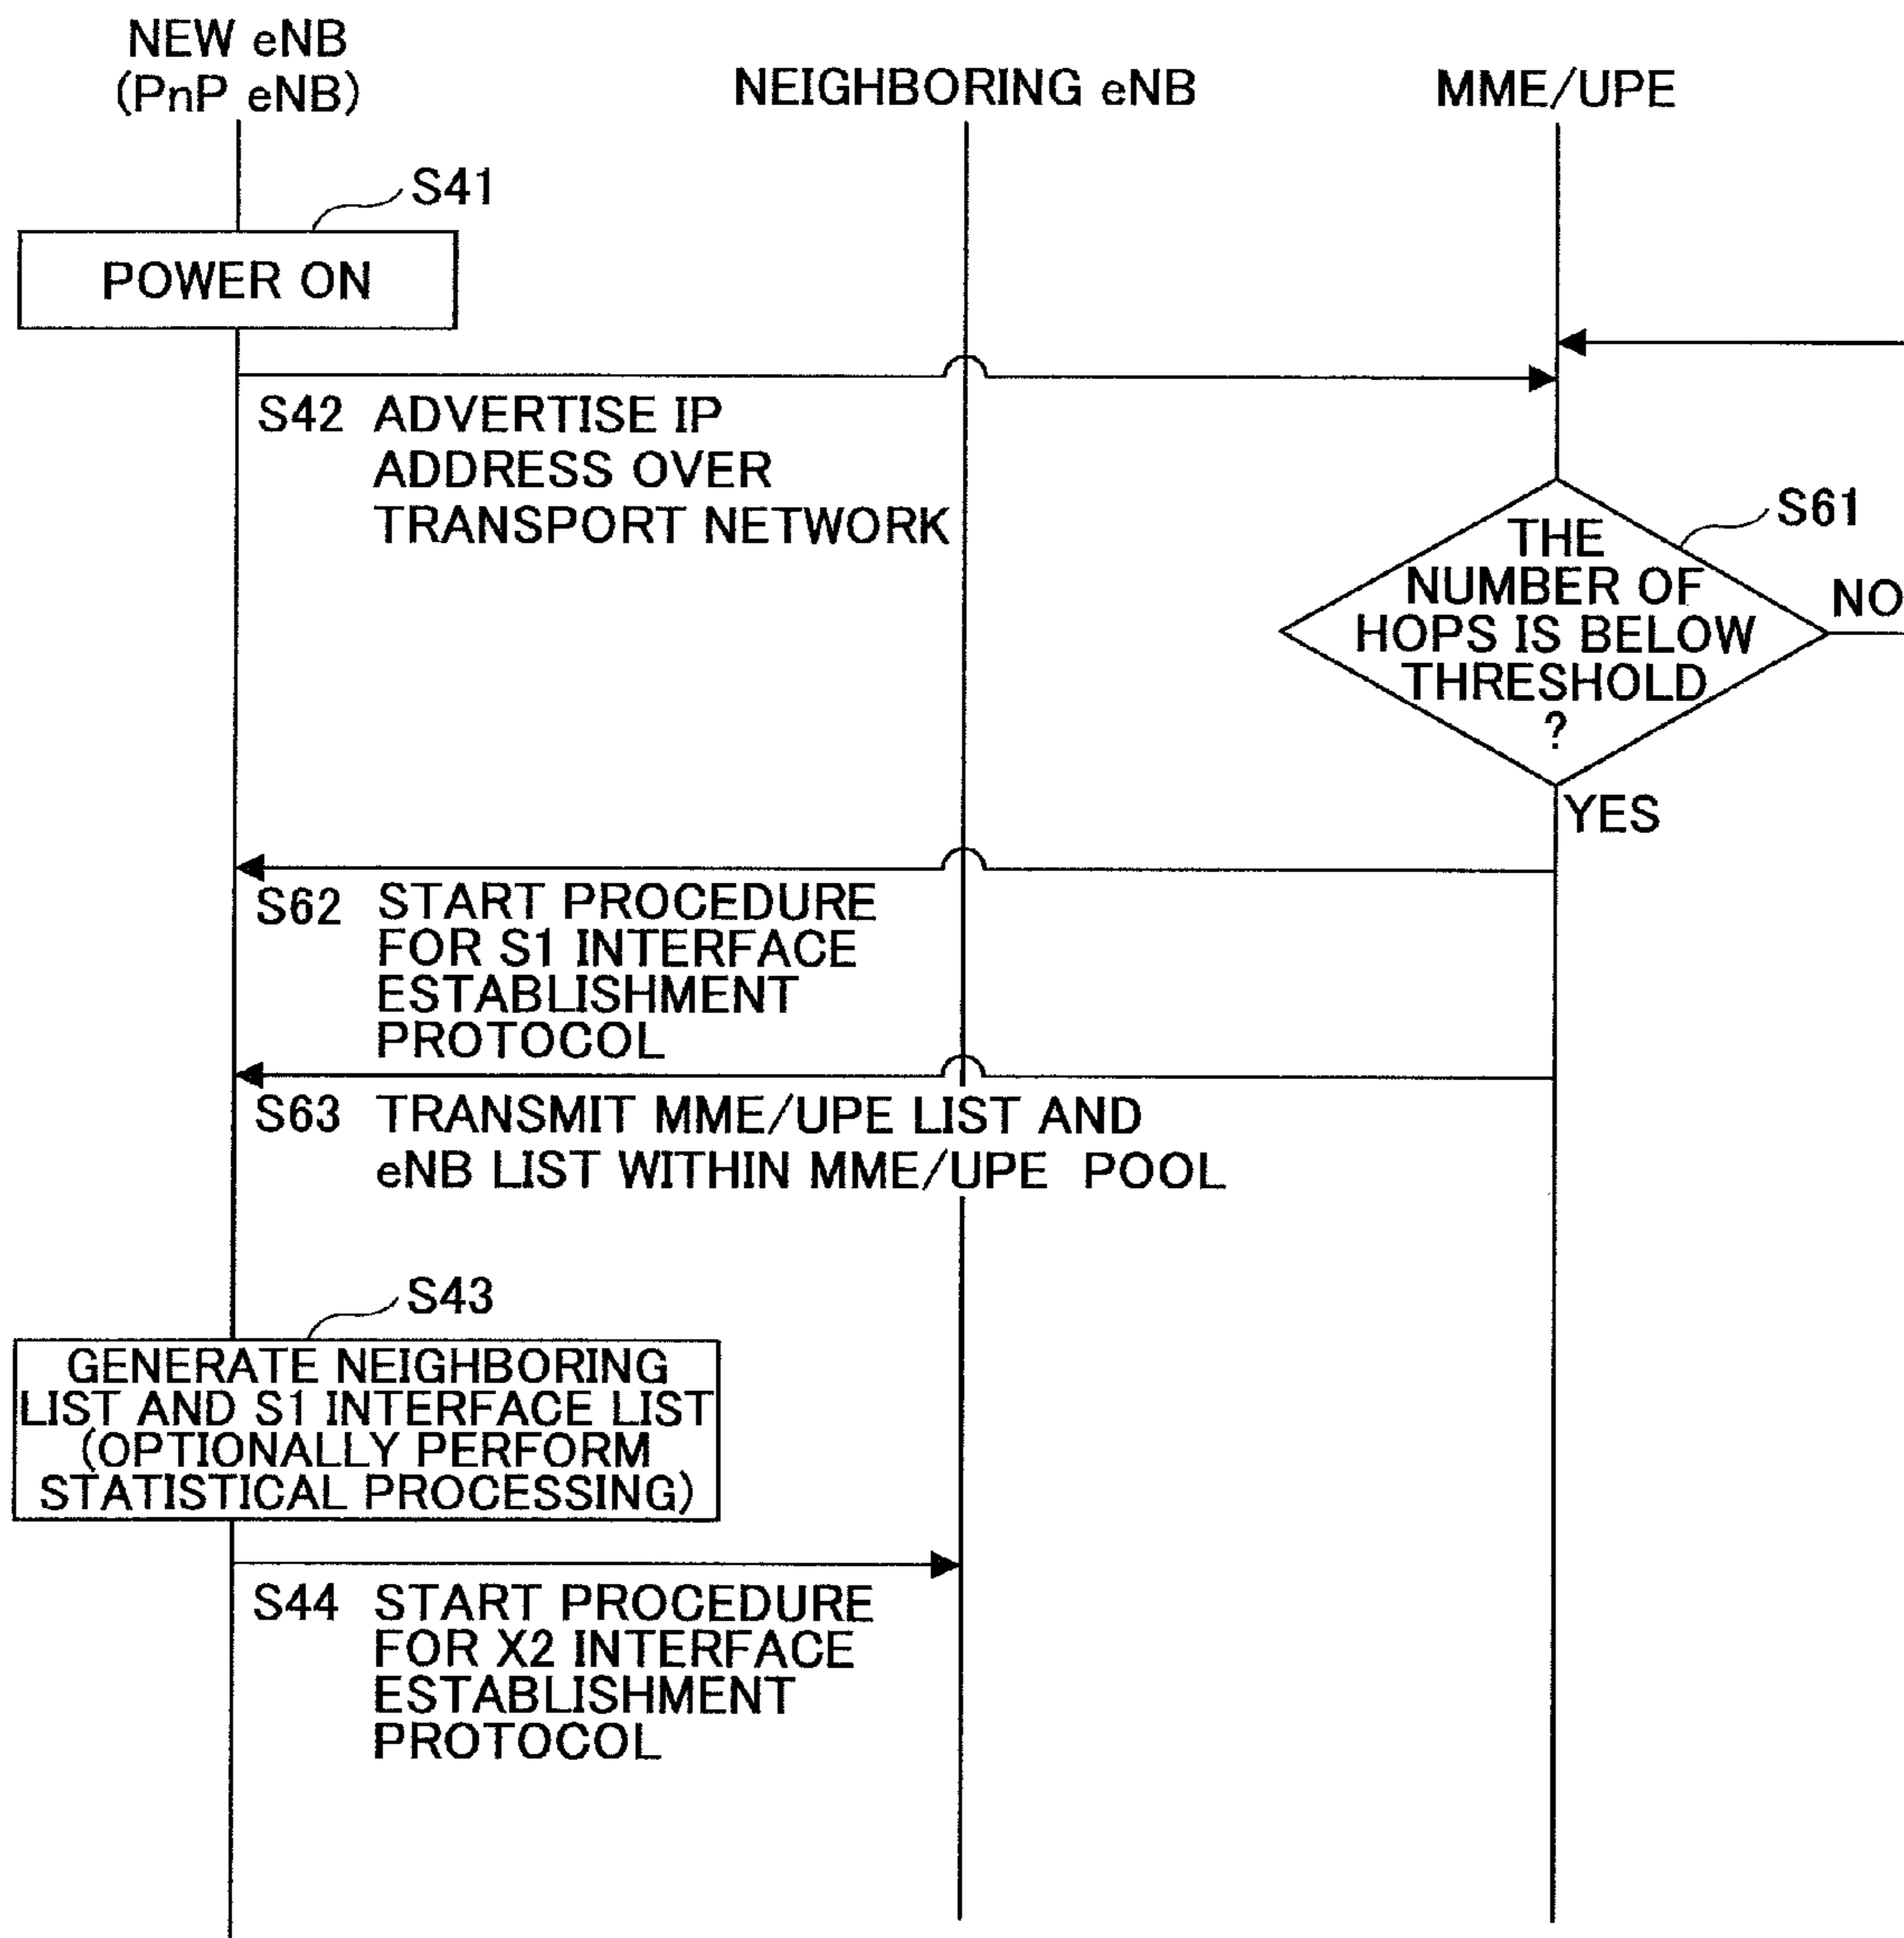 NEW eNB
(PnP eNB)
NEIGHBORING eNB
MME/UPE
S41
POWER ON
S42 ADVERTISE IP
ADDRESS OVER
TRANSPORT NETWORK
S61
THE
NUMBER OF
HOPS IS BELOW
THRESHOLD
?
NO
YES
S62 START PROCEDURE
FOR S1 INTERFACE
ESTABLISHMENT
PROTOCOL
S63 TRANSMIT MME/UPE LIST AND
eNB LIST WITHIN MME/UPE POOL
S43
GENERATE NEIGHBORING
LIST AND S1 INTERFACE LIST
(OPTIONALLY PERFORM
STATISTICAL PROCESSING)
S44 START PROCEDURE
FOR X2 INTERFACE
ESTABLISHMENT
PROTOCOL